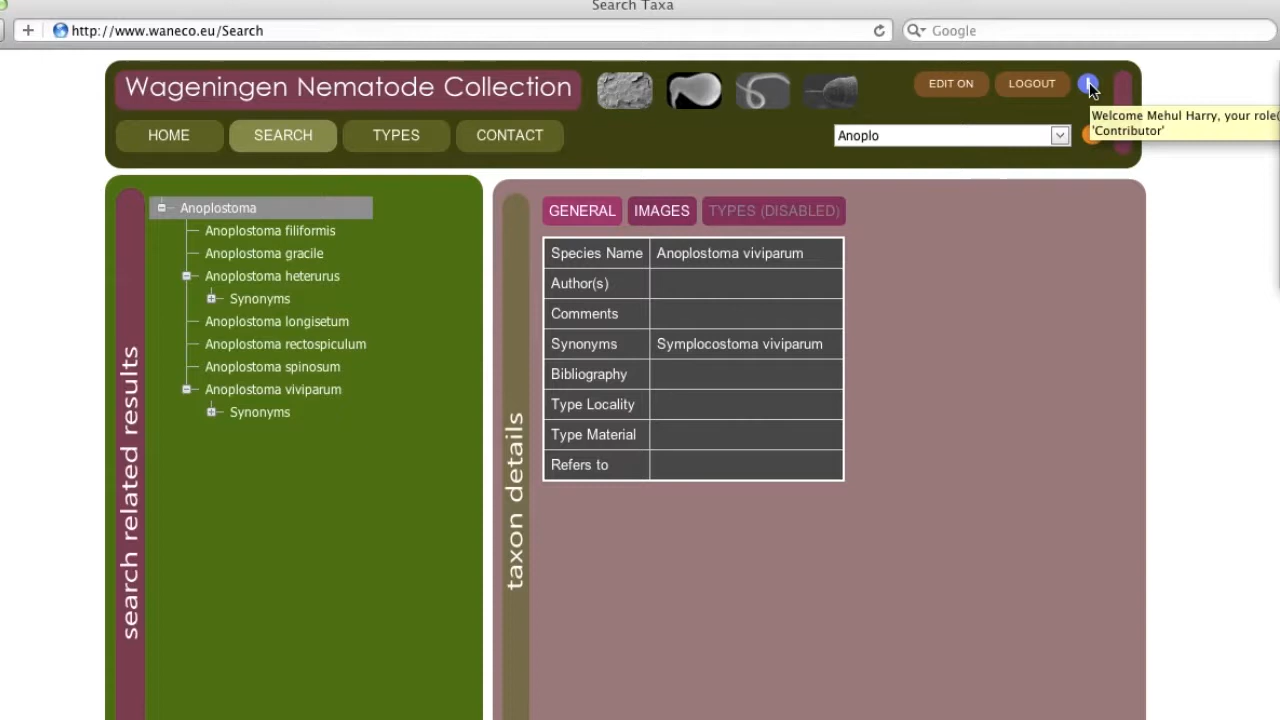 Search Taxa
http://www.waneco.eu/Search
Google
Wageningen Nematode Collection
EDIT ON
LOGOUT
Welcome Mehul Harry, your role(
'Contributor'
HOME
SEARCH
TYPES
CONTACT
Anoplo
search related results
Anoplostoma
Anoplostoma filiformis
Anoplostoma gracile
Anoplostoma heterurus
Synonyms
Anoplostoma longisetum
Anoplostoma rectospiculum
Anoplostoma spinosum
Anoplostoma viviparum
Synonyms
taxon details
GENERAL
IMAGES
TYPES (DISABLED)
Species Name Anoplostoma viviparum
Author(s)
Comments
Synonyms Symplocostoma viviparum
Bibliography
Type Locality
Type Material
Refers to